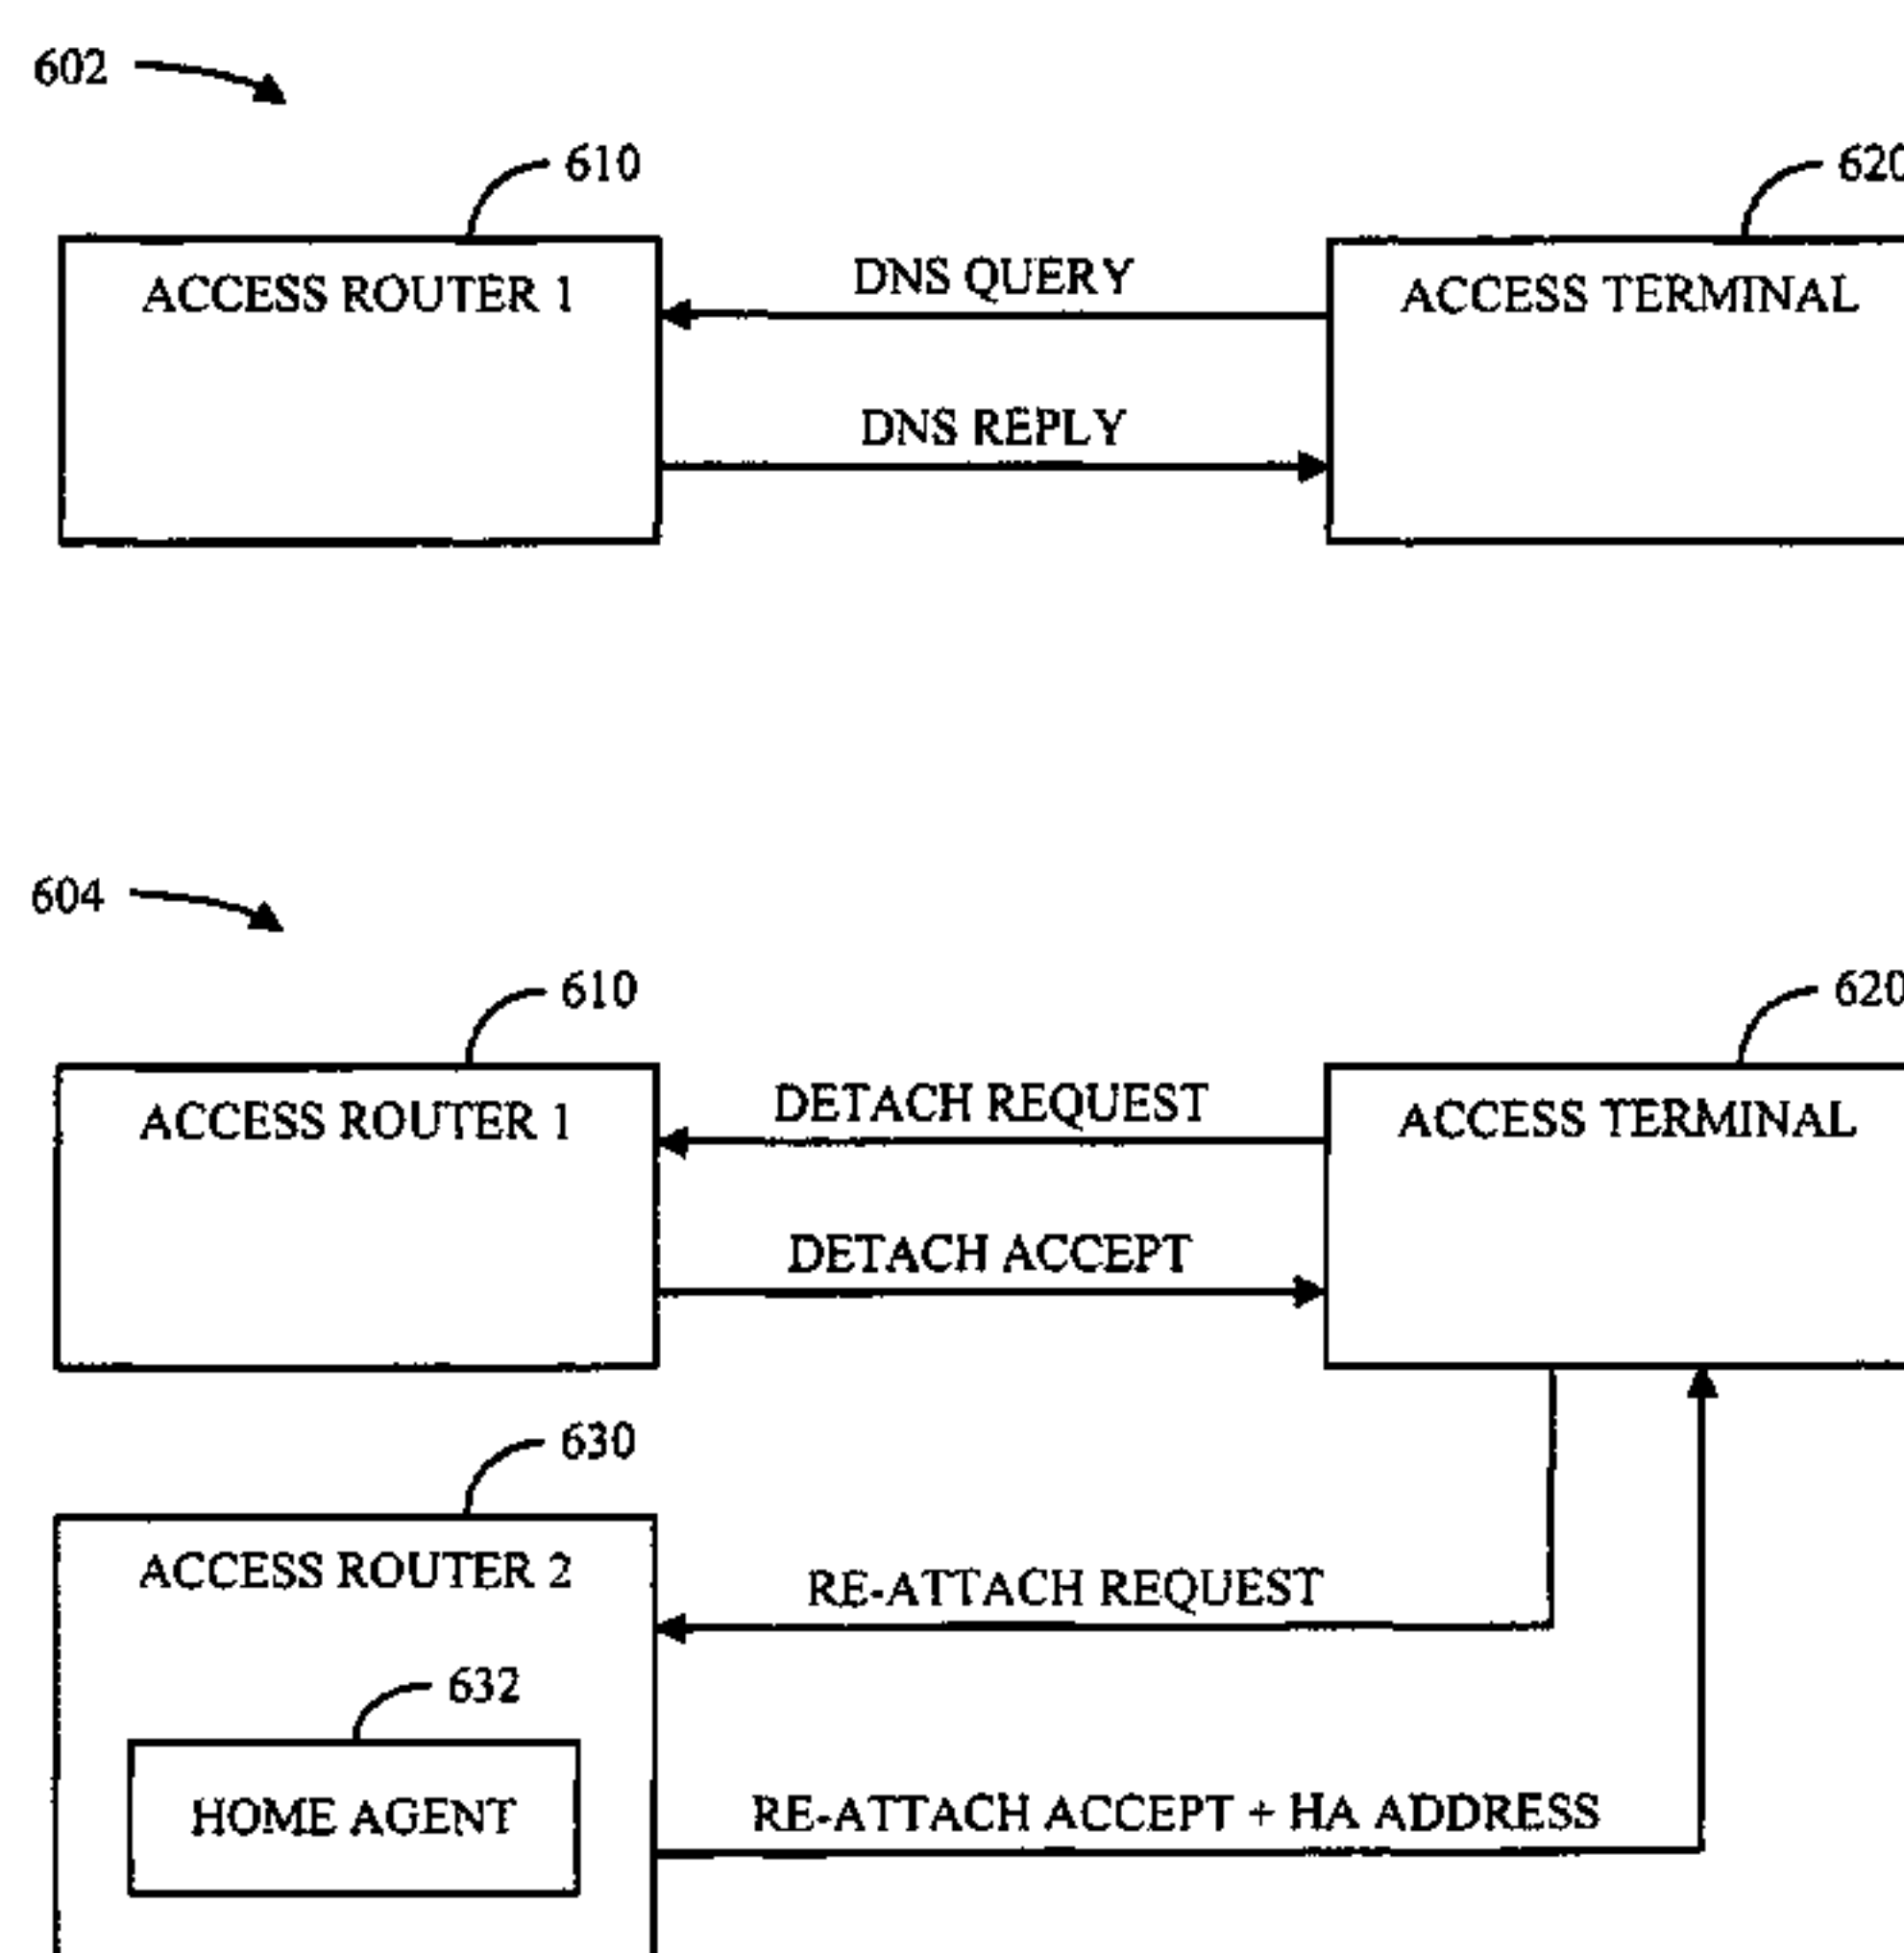 602
610
620
ACCESS ROUTER 1
DNS QUERY
ACCESS TERMINAL
DNS REPLY
604
610
620
ACCESS ROUTER 1
DETACH REQUEST
ACCESS TERMINAL
DETACH ACCEPT
630
ACCESS ROUTER 2
RE-ATTACH REQUEST
632
HOME AGENT
RE-ATTACH ACCEPT + HA ADDRESS